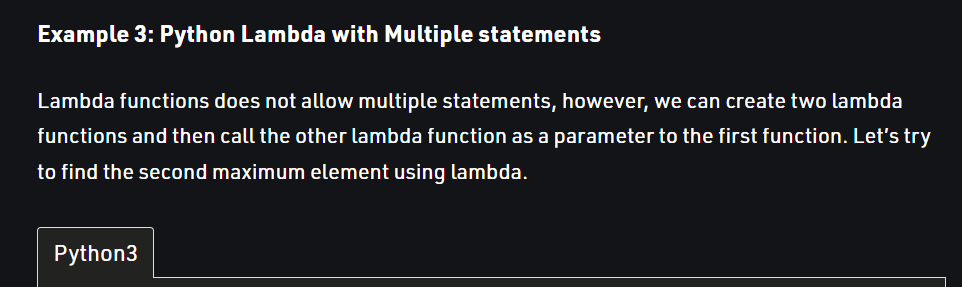 Example 3: Python Lambda with Multiple statements
Lambda functions does not allow multiple statements, however, we can create two lambda
functions and then call the other lambda function as a parameter to the first function. Let’s try
to find the second maximum element using lambda.
Python3